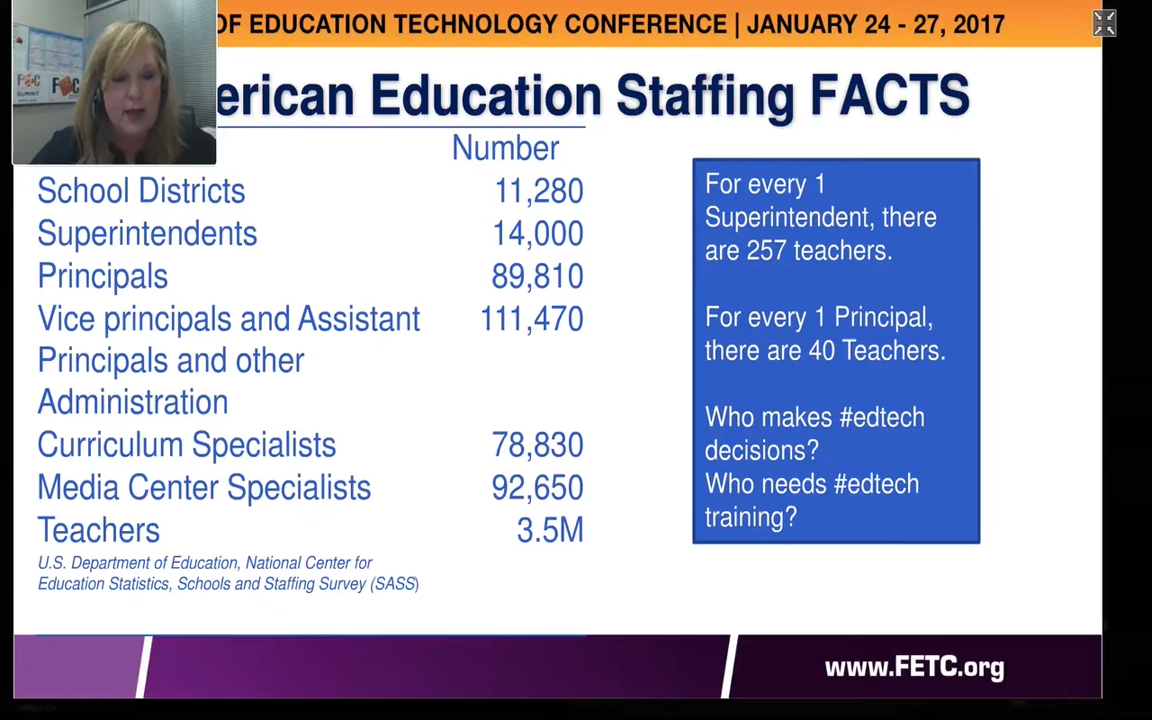 OF EDUCATION TECHNOLOGY CONFERENCE | JANUARY 24 - 27, 2017
erican Education Staffing FACTS
Number
School Districts 11,280
Superintendents 14,000
Principals 89,810
Vice principals and Assistant 111,470
Principals and other
Administration
Curriculum Specialists 78,830
Media Center Specialists 92,650
Teachers 3.5M
U.S. Department of Education, National Center for
Education Statistics, Schools and Staffing Survey (SASS)
For every 1
Superintendent, there
are 257 teachers.
For every 1 Principal,
there are 40 Teachers.
Who makes #edtech
decisions?
Who needs #edtech
training?
www.FETC.org